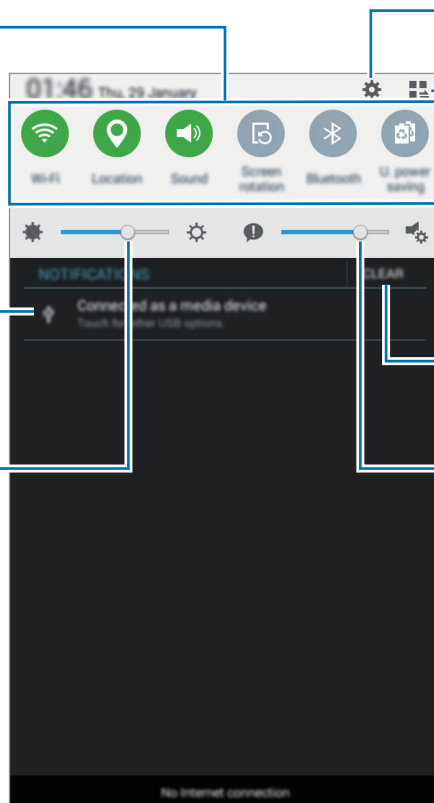 01:46 Thu, 29 January
Wi-Fi
Location
Sound
Screen rotation
Bluetooth
U. power saving
NOTIFICATIONS
CLEAR
Connected as a media device
Touch for other USB options.
No Internet connection